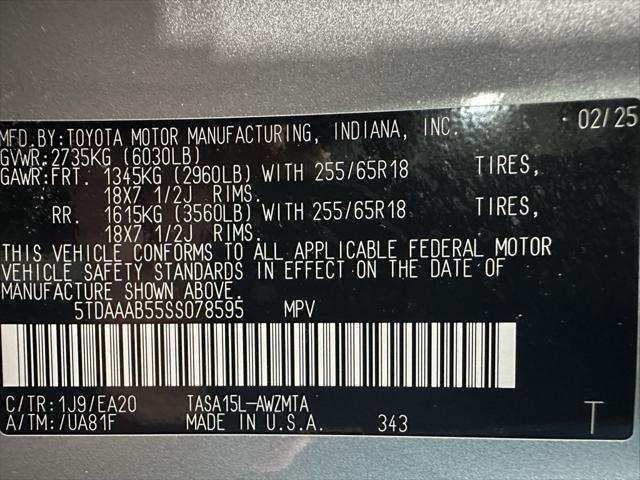 MFD.BY:TOYOTA MOTOR MANUFACTURING, INDIANA, INC. 02/25
GVWR:2735KG (6030LB)
GAWR:FRT. 1345KG (2960LB) WITH 255/65R18 TIRES,
18X7 1/2J RIMS.
RR. 1615KG (3560LB) WITH 255/65R18 TIRES,
18X7 1/2J RIMS.
THIS VEHICLE CONFORMS TO ALL APPLICABLE FEDERAL MOTOR
VEHICLE SAFETY STANDARDS IN EFFECT ON THE DATE OF
MANUFACTURE SHOWN ABOVE.
5TDAAAB55SS078595 MPV
C/TR:1J9/EA20 TASA15L-AWZMTA
A/TM:/UA81F MADE IN U.S.A. 343 T